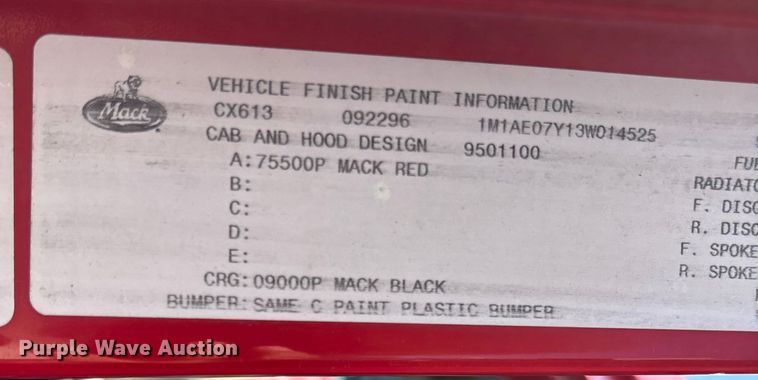 Mack
VEHICLE FINISH PAINT INFORMATION
CX613 092296 1M1AE07Y13W014525
CAB AND HOOD DESIGN 9501100
A: 75500P MACK RED
B:
C:
D:
E:
CRG: 09000P MACK BLACK
BUMPER: SAME C PAINT PLASTIC BUMPER
FUE
RADIATO
F. DISC
R. DISC
F. SPOKE
R. SPOKE
Purple Wave Auction